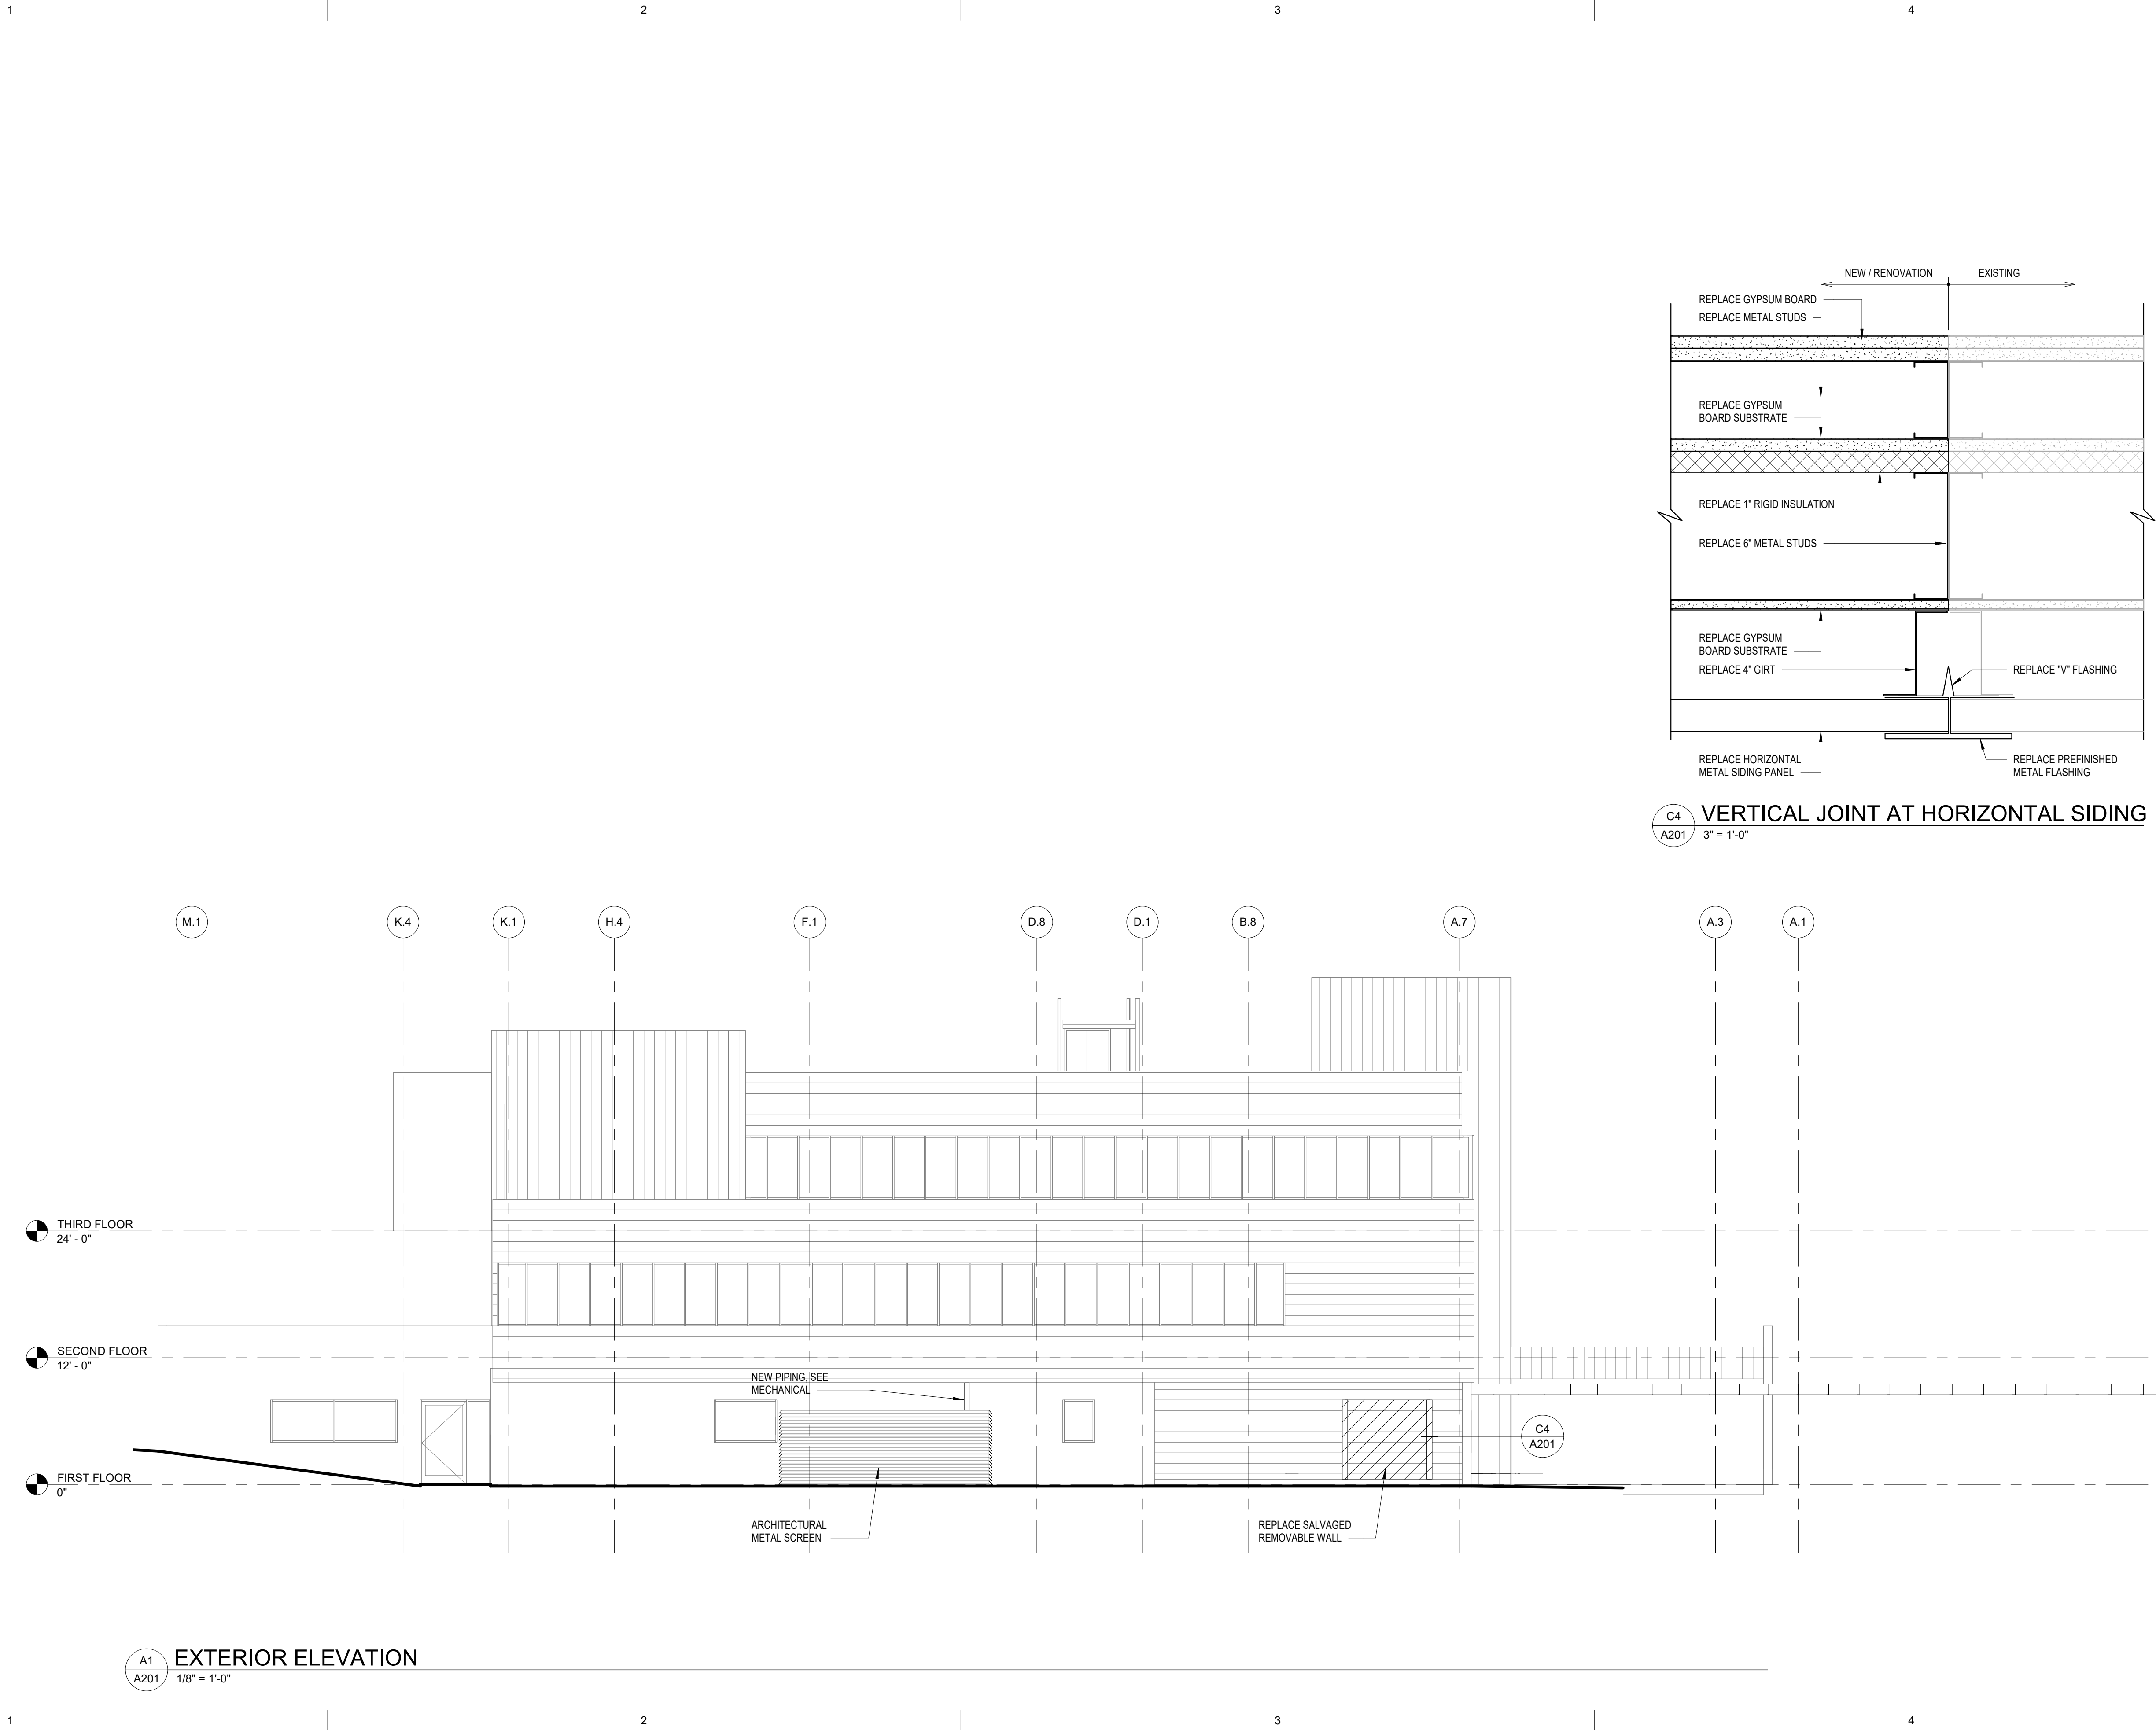 1
2
3
4
NEW / RENOVATION
EXISTING
REPLACE GYPSUM BOARD
REPLACE METAL STUDS
REPLACE GYPSUM
BOARD SUBSTRATE
REPLACE 1" RIGID INSULATION
REPLACE 6" METAL STUDS
REPLACE GYPSUM
BOARD SUBSTRATE
REPLACE 4" GIRT
REPLACE "V" FLASHING
REPLACE HORIZONTAL
METAL SIDING PANEL
REPLACE PREFINISHED
METAL FLASHING
C4
A201
VERTICAL JOINT AT HORIZONTAL SIDING
3" = 1'-0"
M.1
K.4
K.1
H.4
F.1
D.8
D.1
B.8
A.7
A.3
A.1
THIRD FLOOR
24' - 0"
SECOND FLOOR
12' - 0"
NEW PIPING, SEE
MECHANICAL
C4
A201
FIRST FLOOR
0"
ARCHITECTURAL
METAL SCREEN
REPLACE SALVAGED
REMOVABLE WALL
A1
A201
EXTERIOR ELEVATION
1/8" = 1'-0"
1
2
3
4